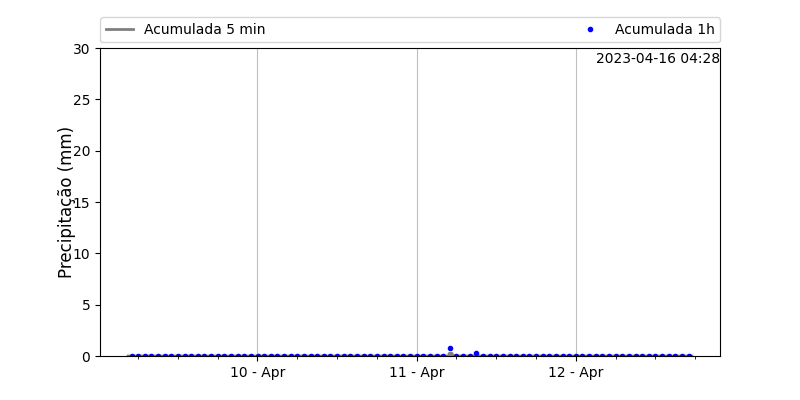 Acumulada 5 min
Acumulada 1h
2023-04-16 04:28
Precipitação (mm)
30
25
20
15
10
5
0
10 - Apr
11 - Apr
12 - Apr